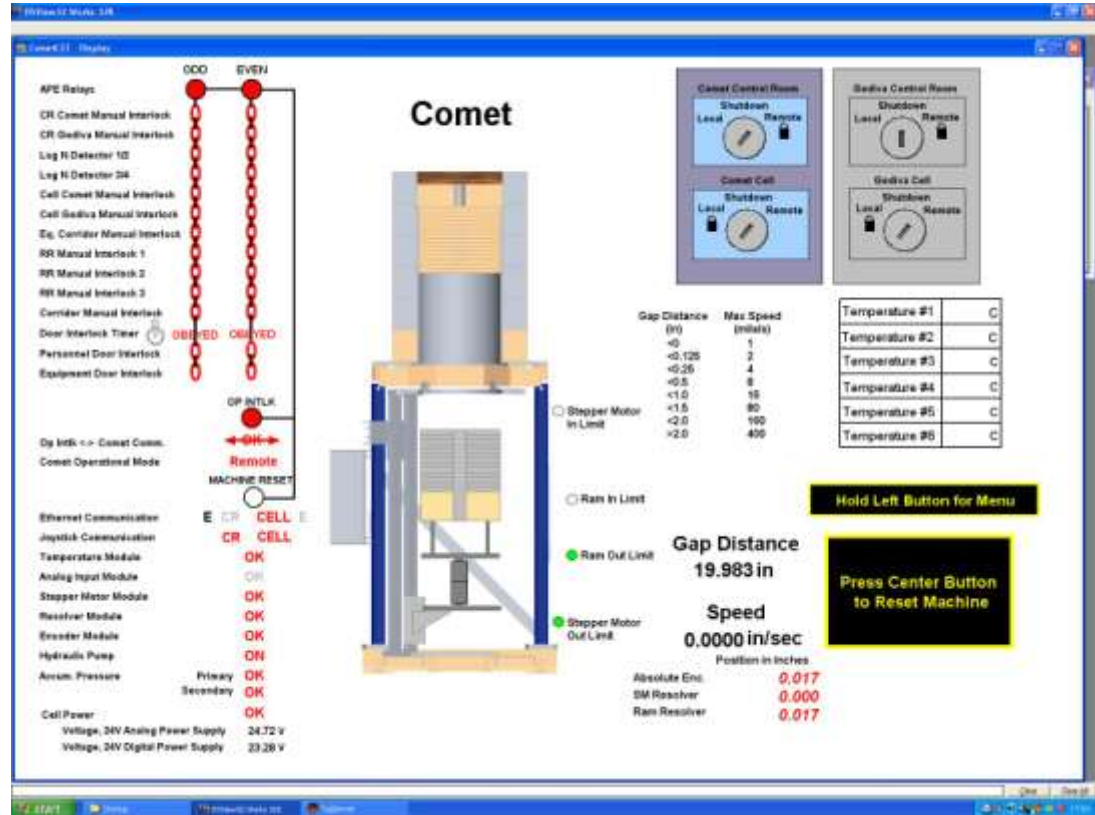 RSView32 Works 32K
Display
ODD EVEN
APE Relays
CR Comet Manual Interlock
CR Godiva Manual Interlock
Log N Detector 1/2
Log N Detector 3/4
Cell Comet Manual Interlock
Cell Godiva Manual Interlock
Eq. Corridor Manual Interlock
RR Manual Interlock 1
RR Manual Interlock 2
RR Manual Interlock 3
Corridor Manual Interlock
Door Interlock Timer OBEYED OBEYED
Personnel Door Interlock
Equipment Door Interlock
OP INTLK
Op Intlk <-> Comet Comm. OK
Comet Operational Mode Remote
MACHINE RESET
Ethernet Communication E CR CELL E
Joystick Communication CR CELL
Temperature Module OK
Analog Input Module OK
Stepper Motor Module OK
Resolver Module OK
Encoder Module OK
Hydraulic Pump ON
Accum. Pressure Primary OK
Secondary OK
Cell Power OK
Voltage, 24V Analog Power Supply 24.72 V
Voltage, 24V Digital Power Supply 23.28 V
Comet
Stepper Motor
In Limit
Ram In Limit
Ram Out Limit
Stepper Motor
Out Limit
Comet Control Room
Shutdown
Local Remote
Comet Cell
Shutdown
Local Remote
Godiva Control Room
Shutdown
Local Remote
Godiva Cell
Shutdown
Local Remote
Gap Distance Max Speed
(in) (mils/s)
<0 1
<0.125 2
<0.25 4
<0.5 8
<1.0 16
<1.5 80
<2.0 160
>2.0 400
Temperature #1 C
Temperature #2 C
Temperature #3 C
Temperature #4 C
Temperature #5 C
Temperature #6 C
Hold Left Button for Menu
Press Center Button
to Reset Machine
Gap Distance
19.983 in
Speed
0.0000 in/sec
Position in Inches
Absolute Enc. 0.017
SM Resolver 0.000
Ram Resolver 0.017
START